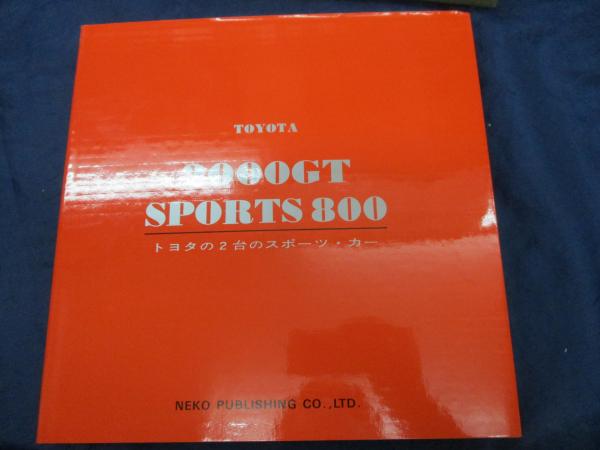 TOYOTA
2000GT
SPORTS 800
トヨタの2台のスポーツ・カー
NEKO PUBLISHING CO.,LTD.